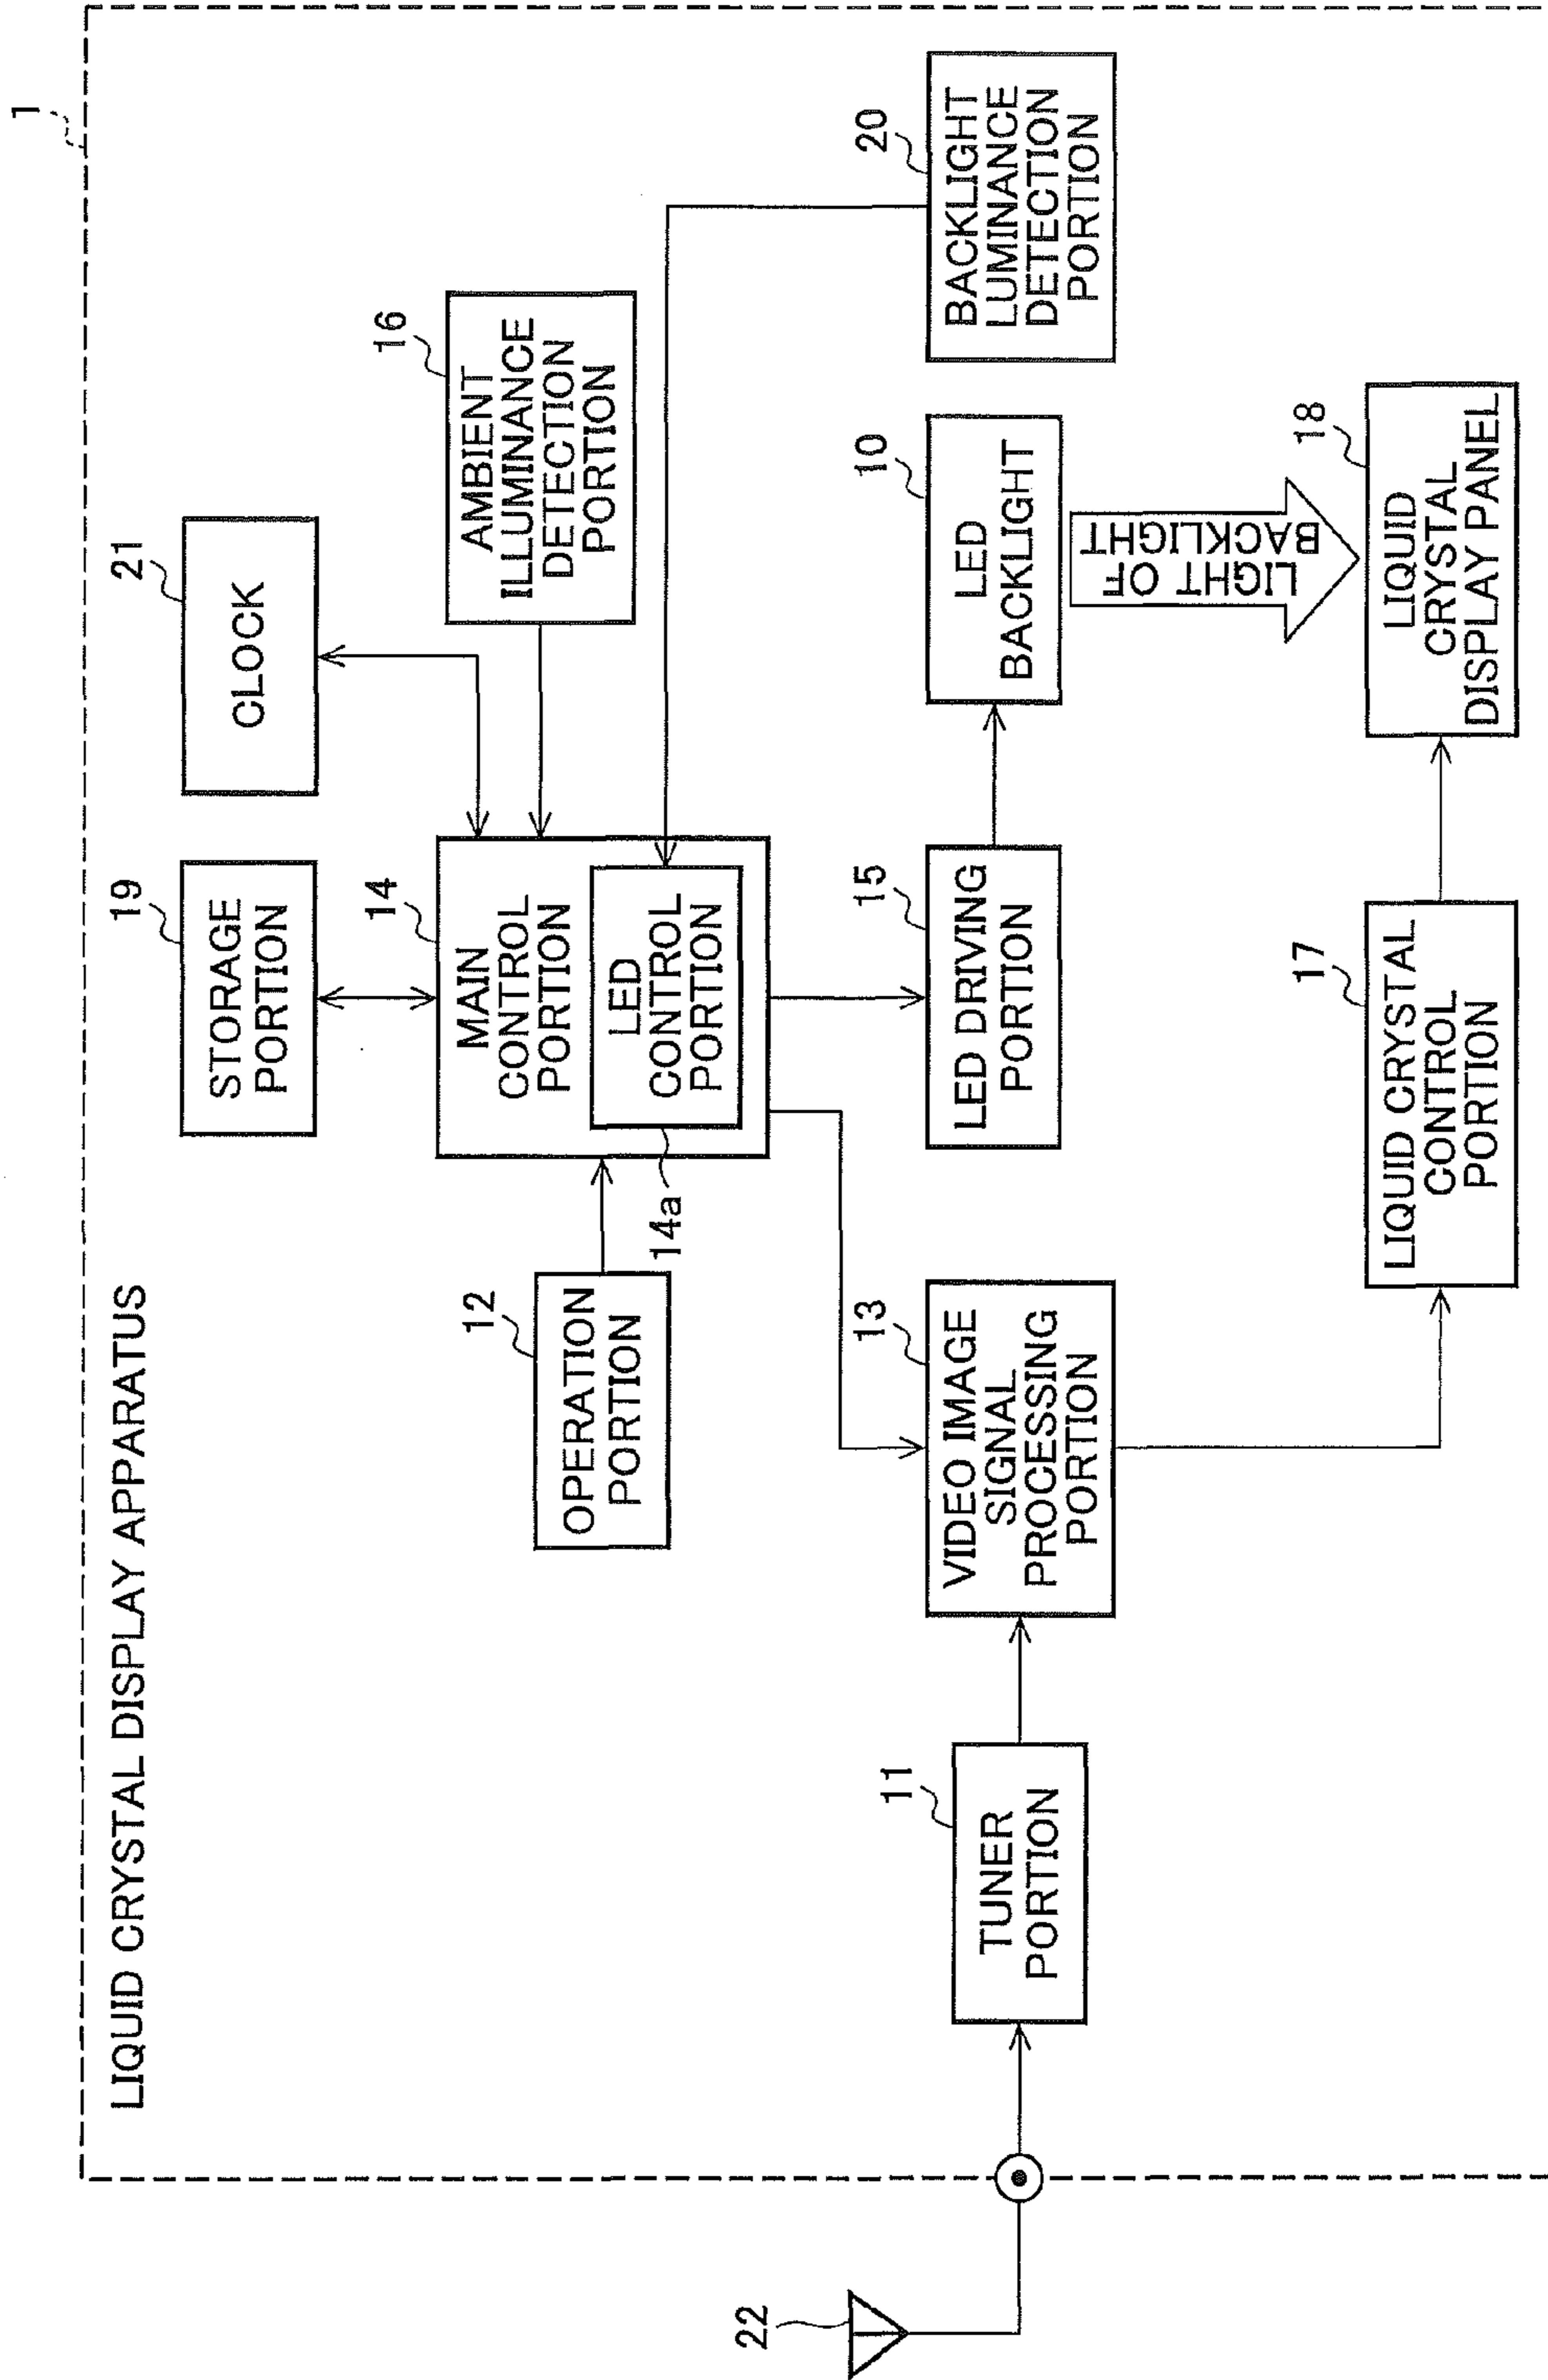 1
LIQUID CRYSTAL DISPLAY APPARATUS
19
STORAGE
PORTION
21
CLOCK
12
OPERATION
PORTION
14
MAIN
CONTROL
PORTION
LED
CONTROL
PORTION
14a
16
AMBIENT
ILLUMINANCE
DETECTION
PORTION
22
11
TUNER
PORTION
13
VIDEO IMAGE
SIGNAL
PROCESSING
PORTION
15
LED DRIVING
PORTION
10
LED
BACKLIGHT
20
BACKLIGHT
LUMINANCE
DETECTION
PORTION
LIGHT OF
BACKLIGHT
17
LIQUID CRYSTAL
CONTROL
PORTION
18
LIQUID
CRYSTAL
DISPLAY PANEL